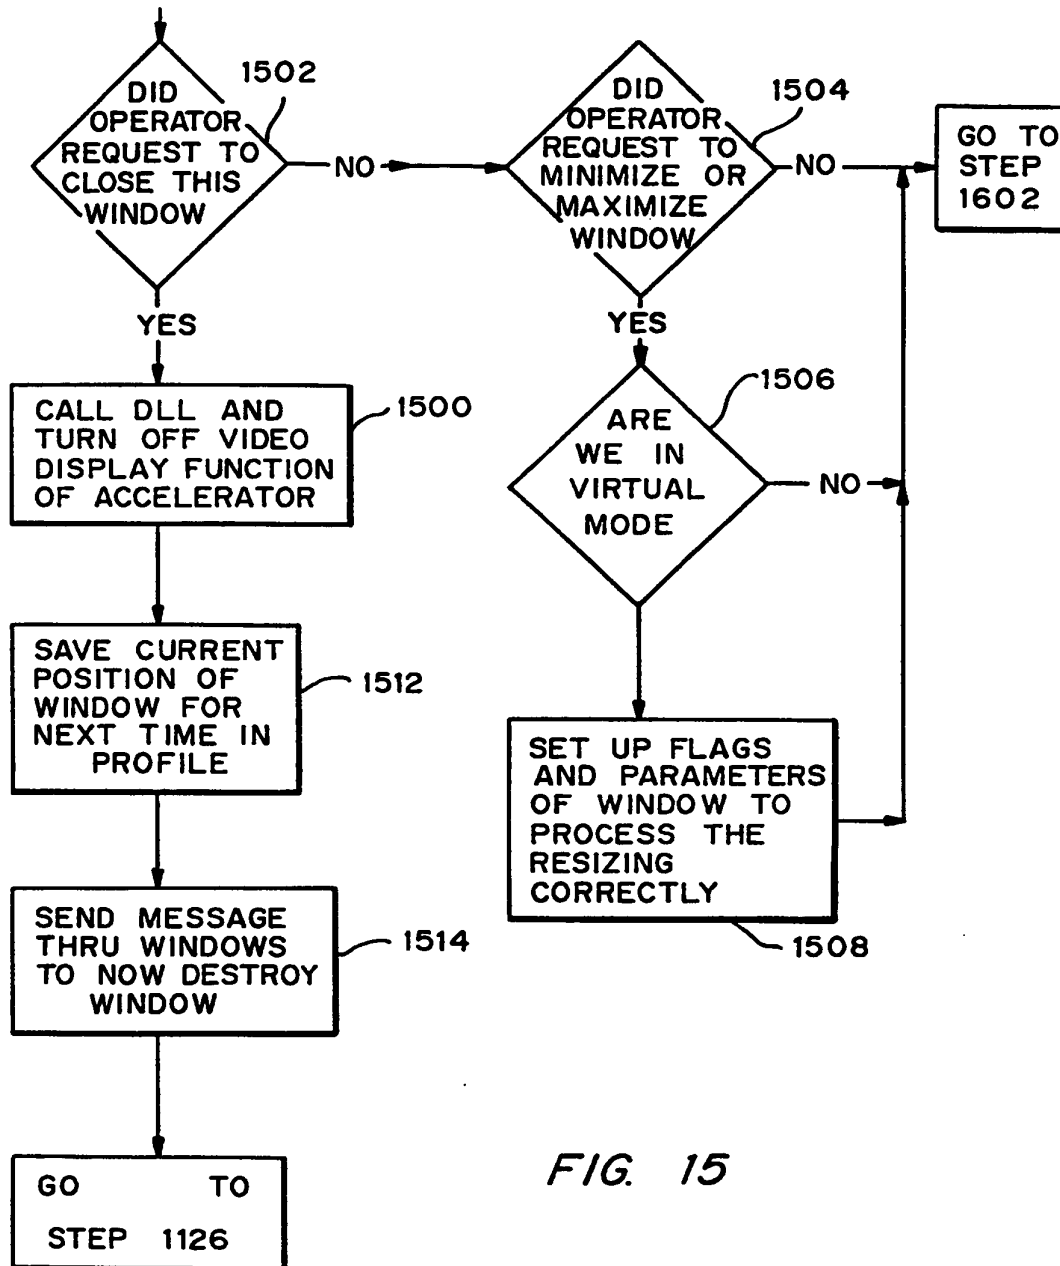 DID
OPERATOR
REQUEST TO
CLOSE THIS
WINDOW
1502
NO
DID
OPERATOR
REQUEST TO
MINIMIZE OR
MAXIMIZE
WINDOW
1504
NO
GO TO
STEP
1602
YES
YES
CALL DLL AND
TURN OFF VIDEO
DISPLAY FUNCTION
OF ACCELERATOR
1500
ARE
WE IN
VIRTUAL
MODE
1506
NO
SAVE CURRENT
POSITION OF
WINDOW FOR
NEXT TIME IN
PROFILE
1512
SET UP FLAGS
AND PARAMETERS
OF WINDOW TO
PROCESS THE
RESIZING
CORRECTLY
1508
SEND MESSAGE
THRU WINDOWS
TO NOW DESTROY
WINDOW
1514
GO TO
STEP 1126
FIG. 15